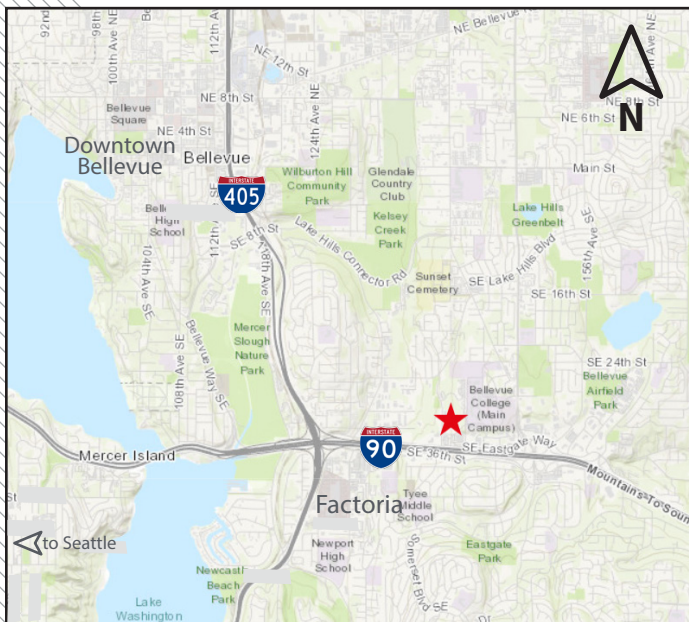 92nd
98th
100th Ave NE
112th A
NE Bellevue
NE 12th St
NE 8th St
124th Ave NE
Bellevue
Square
NE 4th St
Downtown
Bellevue
Bellevue
N
NE 8th St
NE 6th St
Main St
INTERSTATE
405
Wilburton Hill
Community
Park
Glendale
Country
Club
Kelsey
Creek
Park
Lake Hills
Greenbelt
High
School
112th
SE 8th St
118th Ave SE
Lake Hills Connector Rd
Sunset
Cemetery
SE Lake Hills Blvd
156th Ave SE
SE 16th St
104th Ave SE
108th Ave SE
Bellevue Way SE
Mercer
Slough
Nature
Park
SE 24th St
Bellevue
Airfield
Park
Bellevue
College
(Main
Campus)
Mercer Island
INTERSTATE
90
SE 36th St
SE Eastgate Way
Mountains-To-Soun
Factoria
Tyee
Middle
School
St
to Seattle
Newport
High
School
Somerset Blvd SE
Eastgate
Park
Newcastl
Beach
Park
Lake
Washington